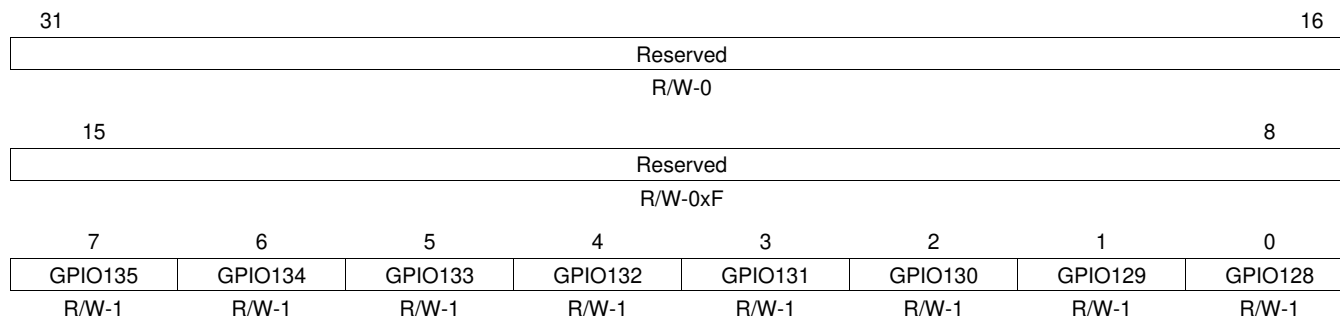 31 16
Reserved
R/W-0
15 8
Reserved
R/W-0xF
7 6 5 4 3 2 1 0
GPIO135 GPIO134 GPIO133 GPIO132 GPIO131 GPIO130 GPIO129 GPIO128
R/W-1 R/W-1 R/W-1 R/W-1 R/W-1 R/W-1 R/W-1 R/W-1